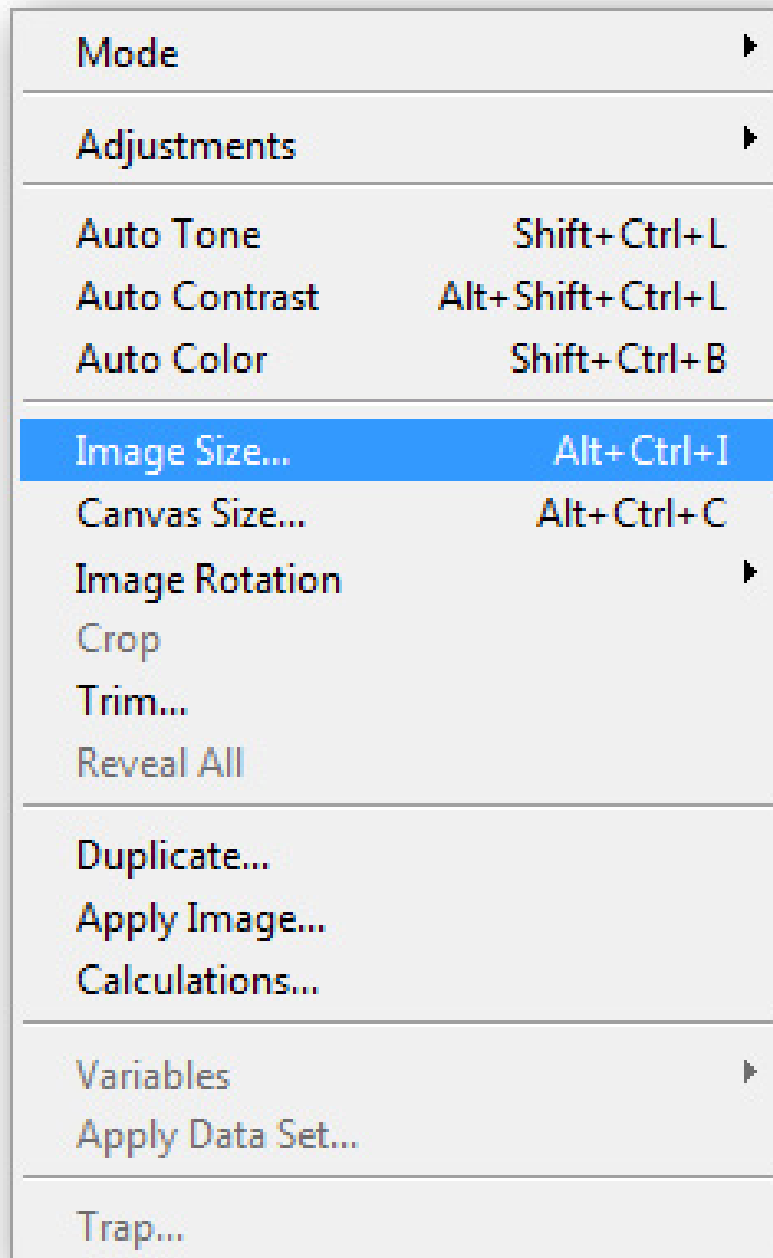 Mode
Adjustments
Auto Tone Shift+Ctrl+L
Auto Contrast Alt+Shift+Ctrl+L
Auto Color Shift+Ctrl+B
Image Size... Alt+Ctrl+I
Canvas Size... Alt+Ctrl+C
Image Rotation
Crop
Trim...
Reveal All
Duplicate...
Apply Image...
Calculations...
Variables
Apply Data Set...
Trap...